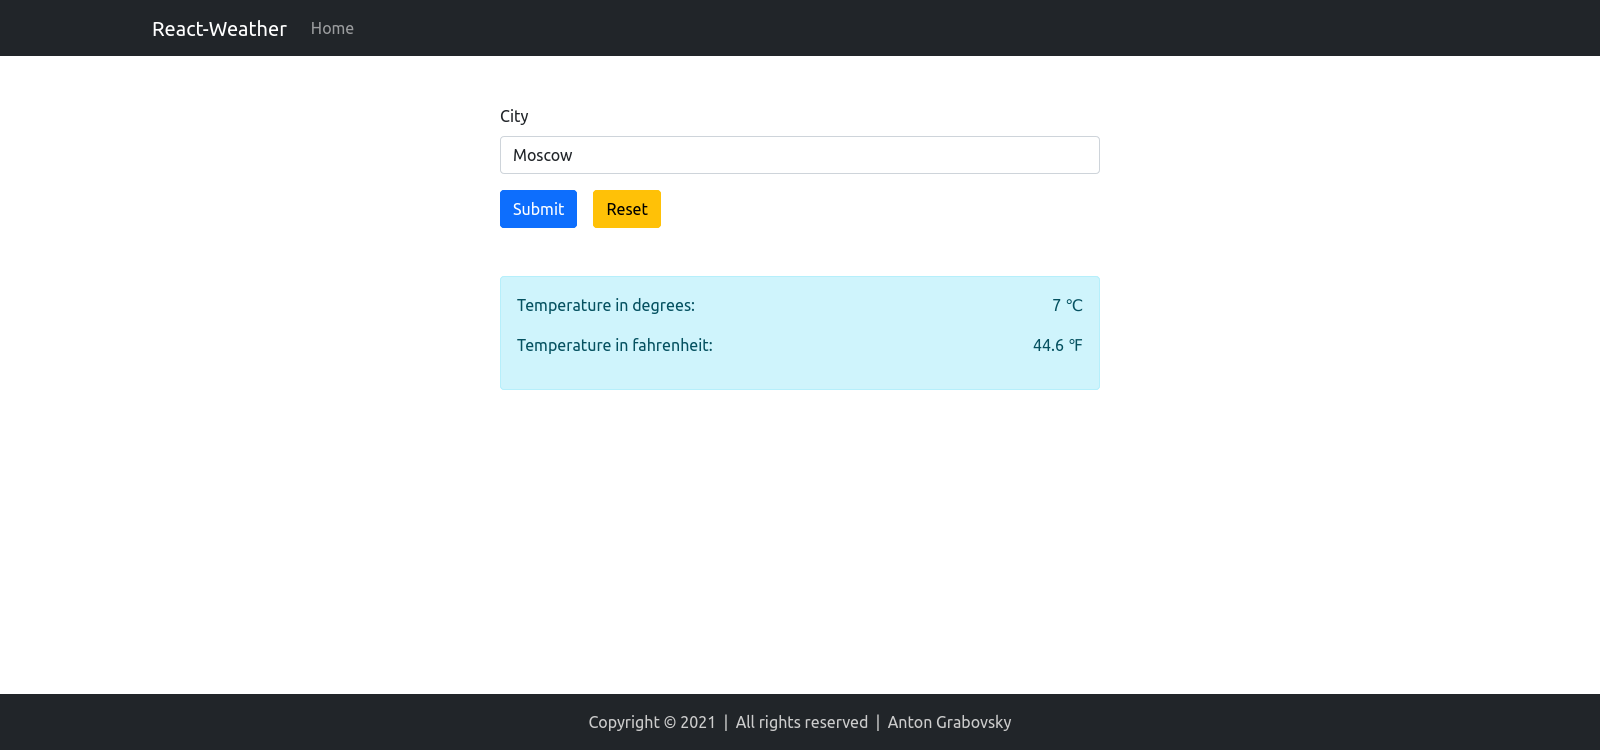 React-Weather Home
City
Moscow
Submit Reset
Temperature in degrees: 7 °C
Temperature in fahrenheit: 44.6 °F
Copyright © 2021 | All rights reserved | Anton Grabovsky